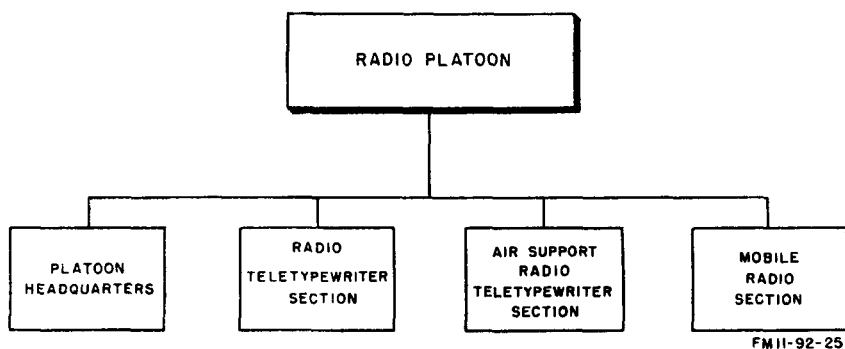 RADIO PLATOON
PLATOON
HEADQUARTERS
RADIO
TELETYPEWRITER
SECTION
AIR SUPPORT
RADIO
TELETYPEWRITER
SECTION
MOBILE
RADIO
SECTION
FM11-92-25